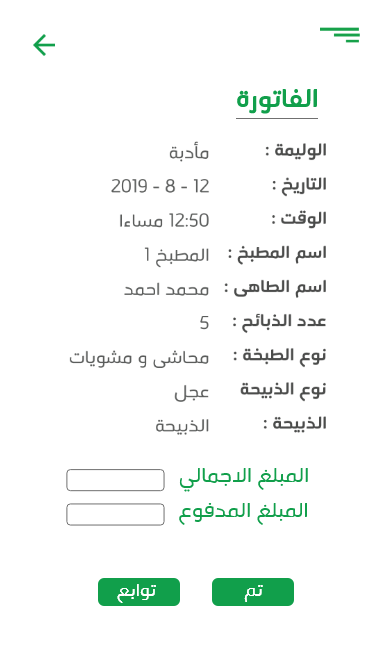 الفاتورة
الوليمة : مأدبة
التاريخ : 12 - 8 - 2019
الوقت : 12:50 مساءا
اسم المطبخ : المطبخ 1
اسم الطاهى : محمد احمد
عدد الذبائح : 5
نوع الطبخة : محاشى و مشويات
نوع الذبيحة عجل
الذبيحة : الذبيحة
المبلغ الاجمالي
المبلغ المدفوع
تم توابع